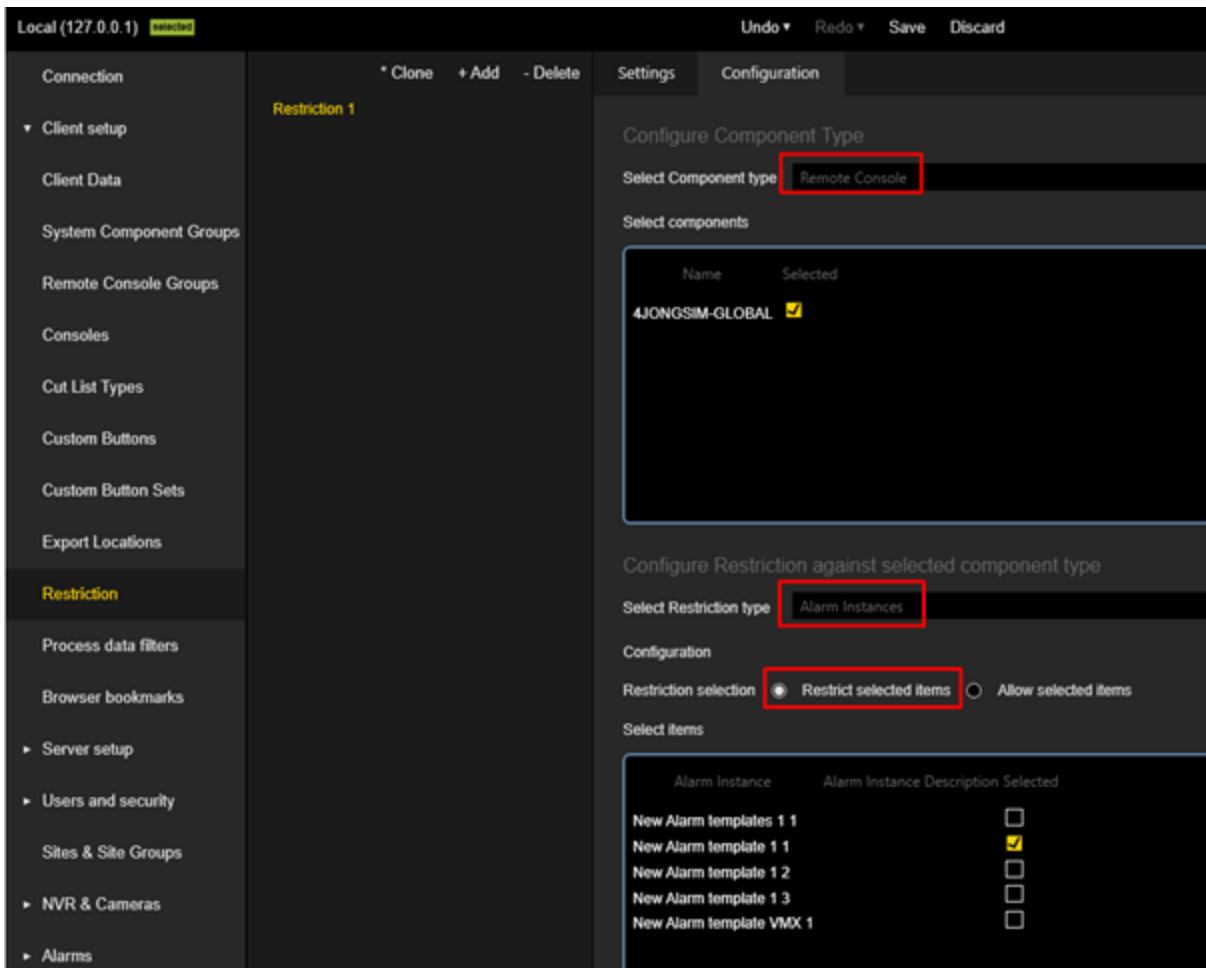 Local (127.0.0.1) selected
Undo ▾ Redo ▾ Save Discard
Connection
▾ Client setup
Client Data
System Component Groups
Remote Console Groups
Consoles
Cut List Types
Custom Buttons
Custom Button Sets
Export Locations
Restriction
Process data filters
Browser bookmarks
▸ Server setup
▸ Users and security
Sites & Site Groups
▸ NVR & Cameras
▸ Alarms
* Clone + Add - Delete
Restriction 1
Settings Configuration
Configure Component Type
Select Component type Remote Console
Select components
Name Selected
4JONGSIM-GLOBAL
Configure Restriction against selected component type
Select Restriction type Alarm Instances
Configuration
Restriction selection Restrict selected items Allow selected items
Select items
Alarm Instance Alarm Instance Description Selected
New Alarm templates 1 1
New Alarm template 1 1
New Alarm template 1 2
New Alarm template 1 3
New Alarm template VMX 1